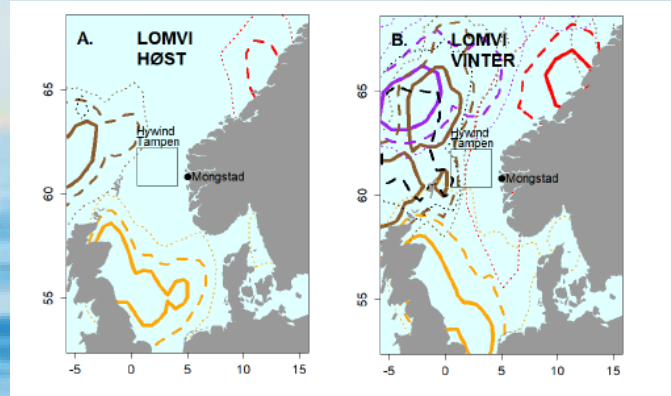 A.
LOMVI
HØST
65
60
55
Hywind
Tampen
Mongstad
-5
0
5
10
15
B.
LOMVI
VINTER
65
60
55
Hywind
Tampen
Mongstad
-5
0
5
10
15